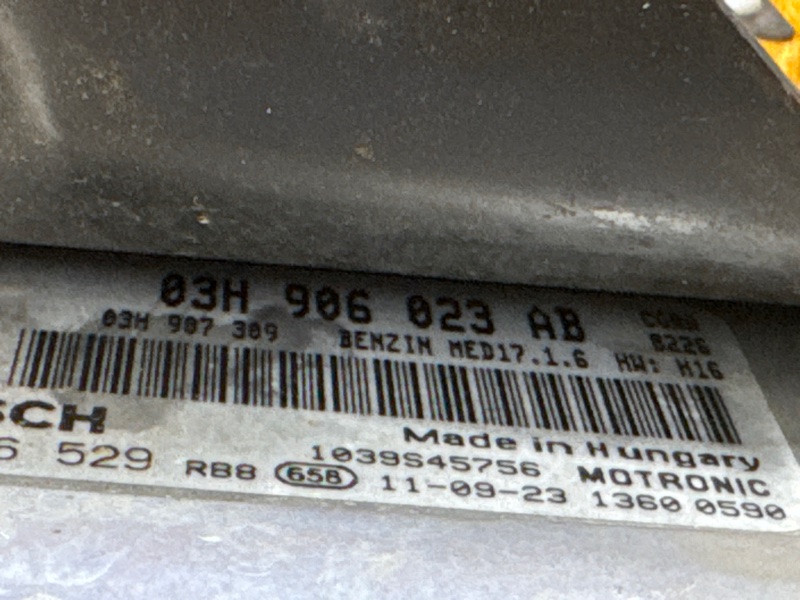 03H 906 023 AB
03H 907 309 BENZIN MED17.1.6 8226
HW: H16
SCH
Made in Hungary
6 529 RB8 658 1039S45756 MOTRONIC
11-09-23 1360 0590